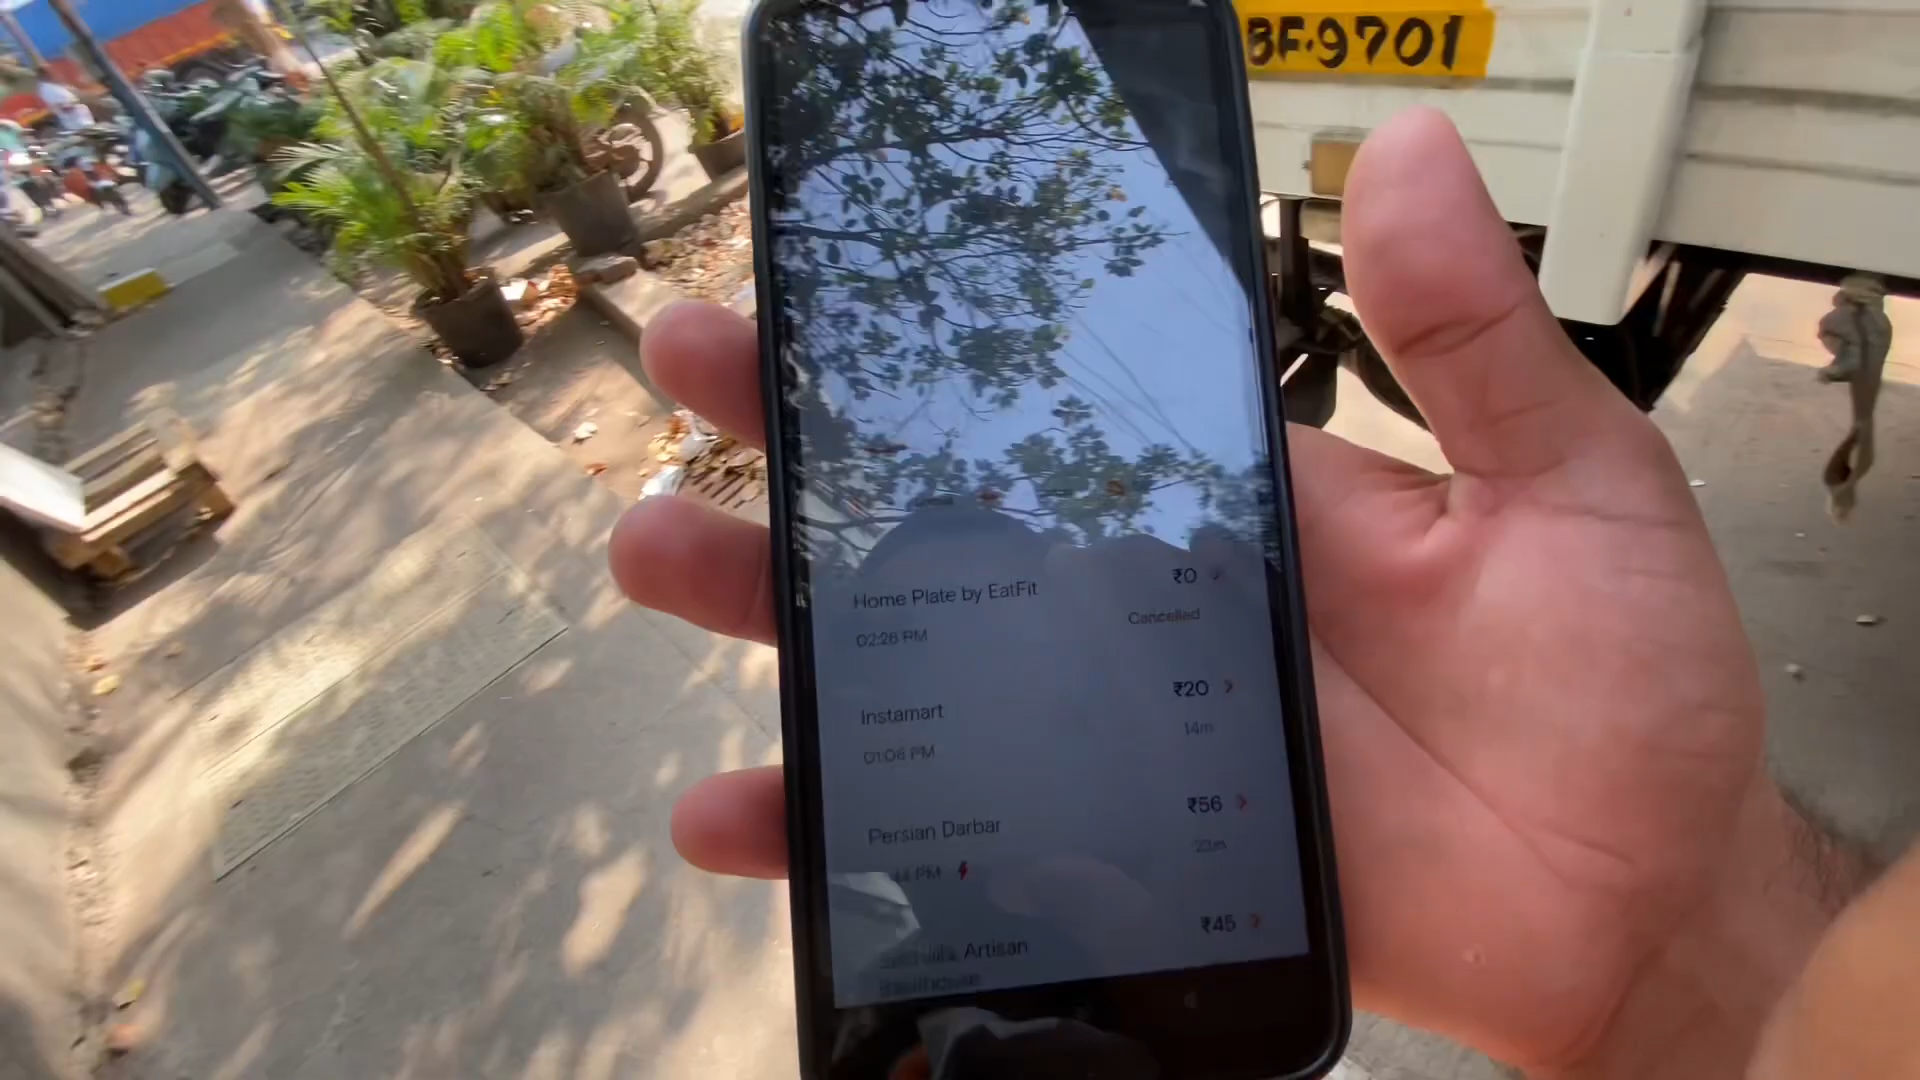 BF·9701
Home Plate by EatFit
₹0
02:26 PM
Cancelled
Instamart
₹20
01:06 PM
14m
Persian Darbar
₹56
PM
23m
Artisan
₹45